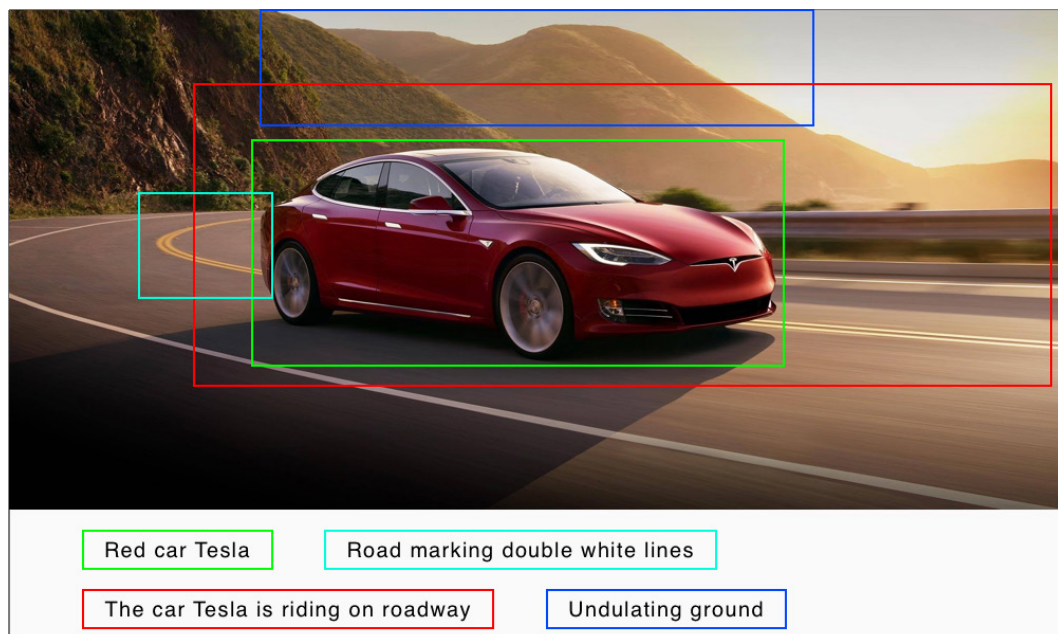 Red car Tesla
Road marking double white lines
The car Tesla is riding on roadway
Undulating ground